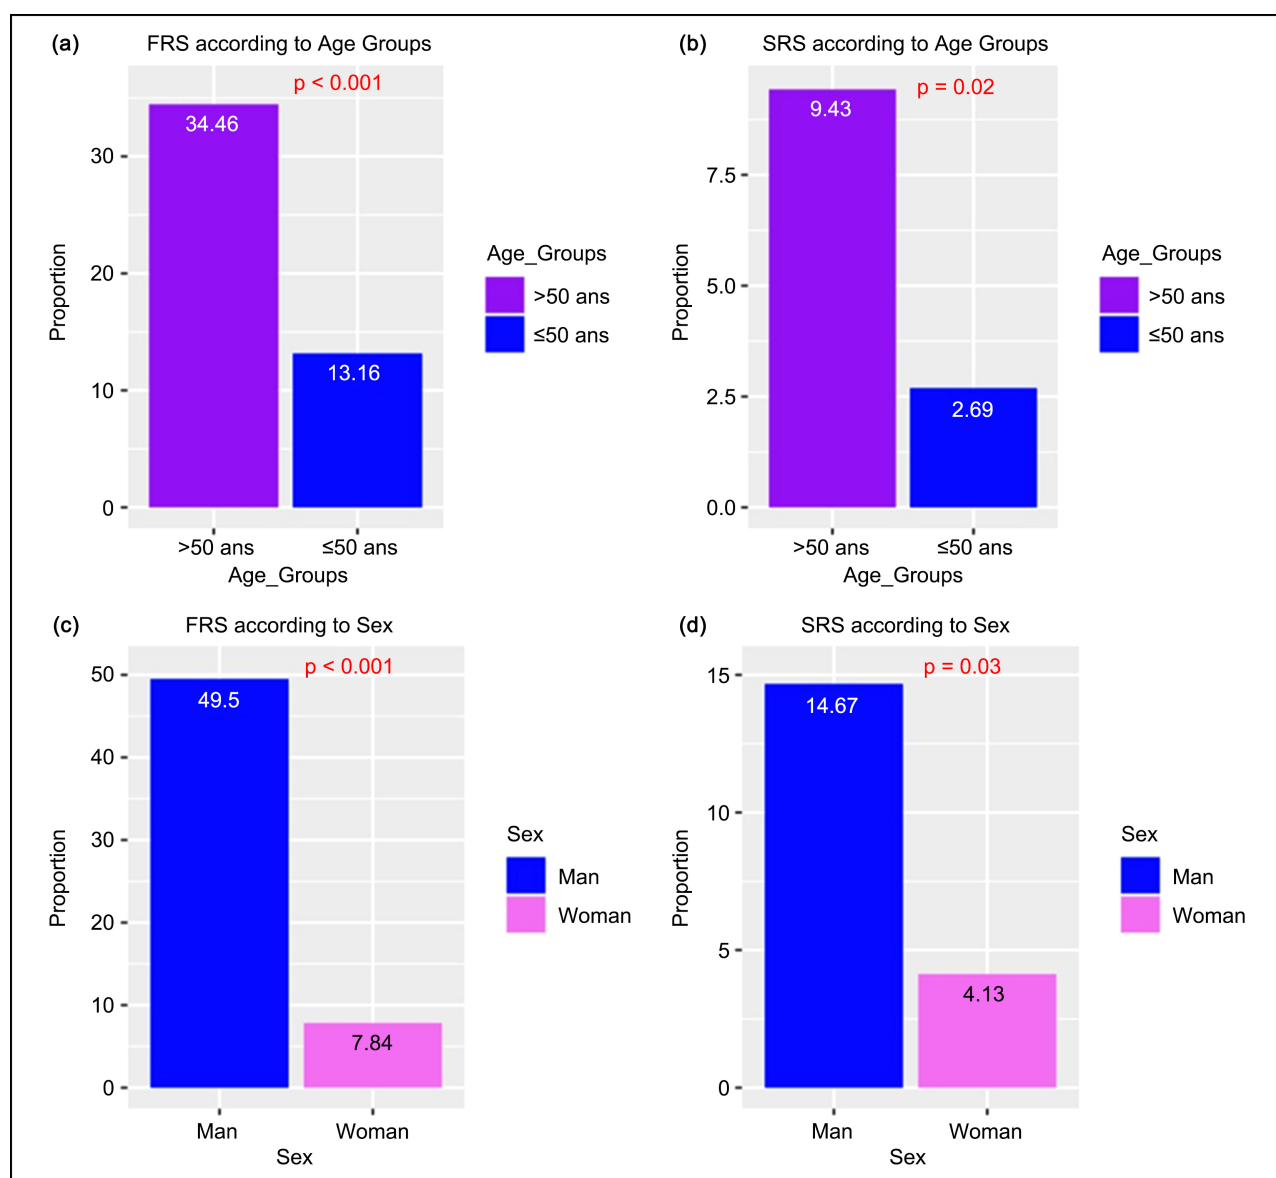 (a) FRS according to Age Groups
p < 0.001
34.46
13.16
30
20
10
0
Proportion
>50 ans ≤50 ans
Age_Groups
Age_Groups
>50 ans
≤50 ans
(b) SRS according to Age Groups
p = 0.02
9.43
2.69
7.5
5.0
2.5
0.0
Proportion
>50 ans ≤50 ans
Age_Groups
Age_Groups
>50 ans
≤50 ans
(c) FRS according to Sex
p < 0.001
49.5
7.84
50
40
30
20
10
0
Proportion
Man Woman
Sex
Sex
Man
Woman
(d) SRS according to Sex
p = 0.03
14.67
4.13
15
10
5
0
Proportion
Man Woman
Sex
Sex
Man
Woman